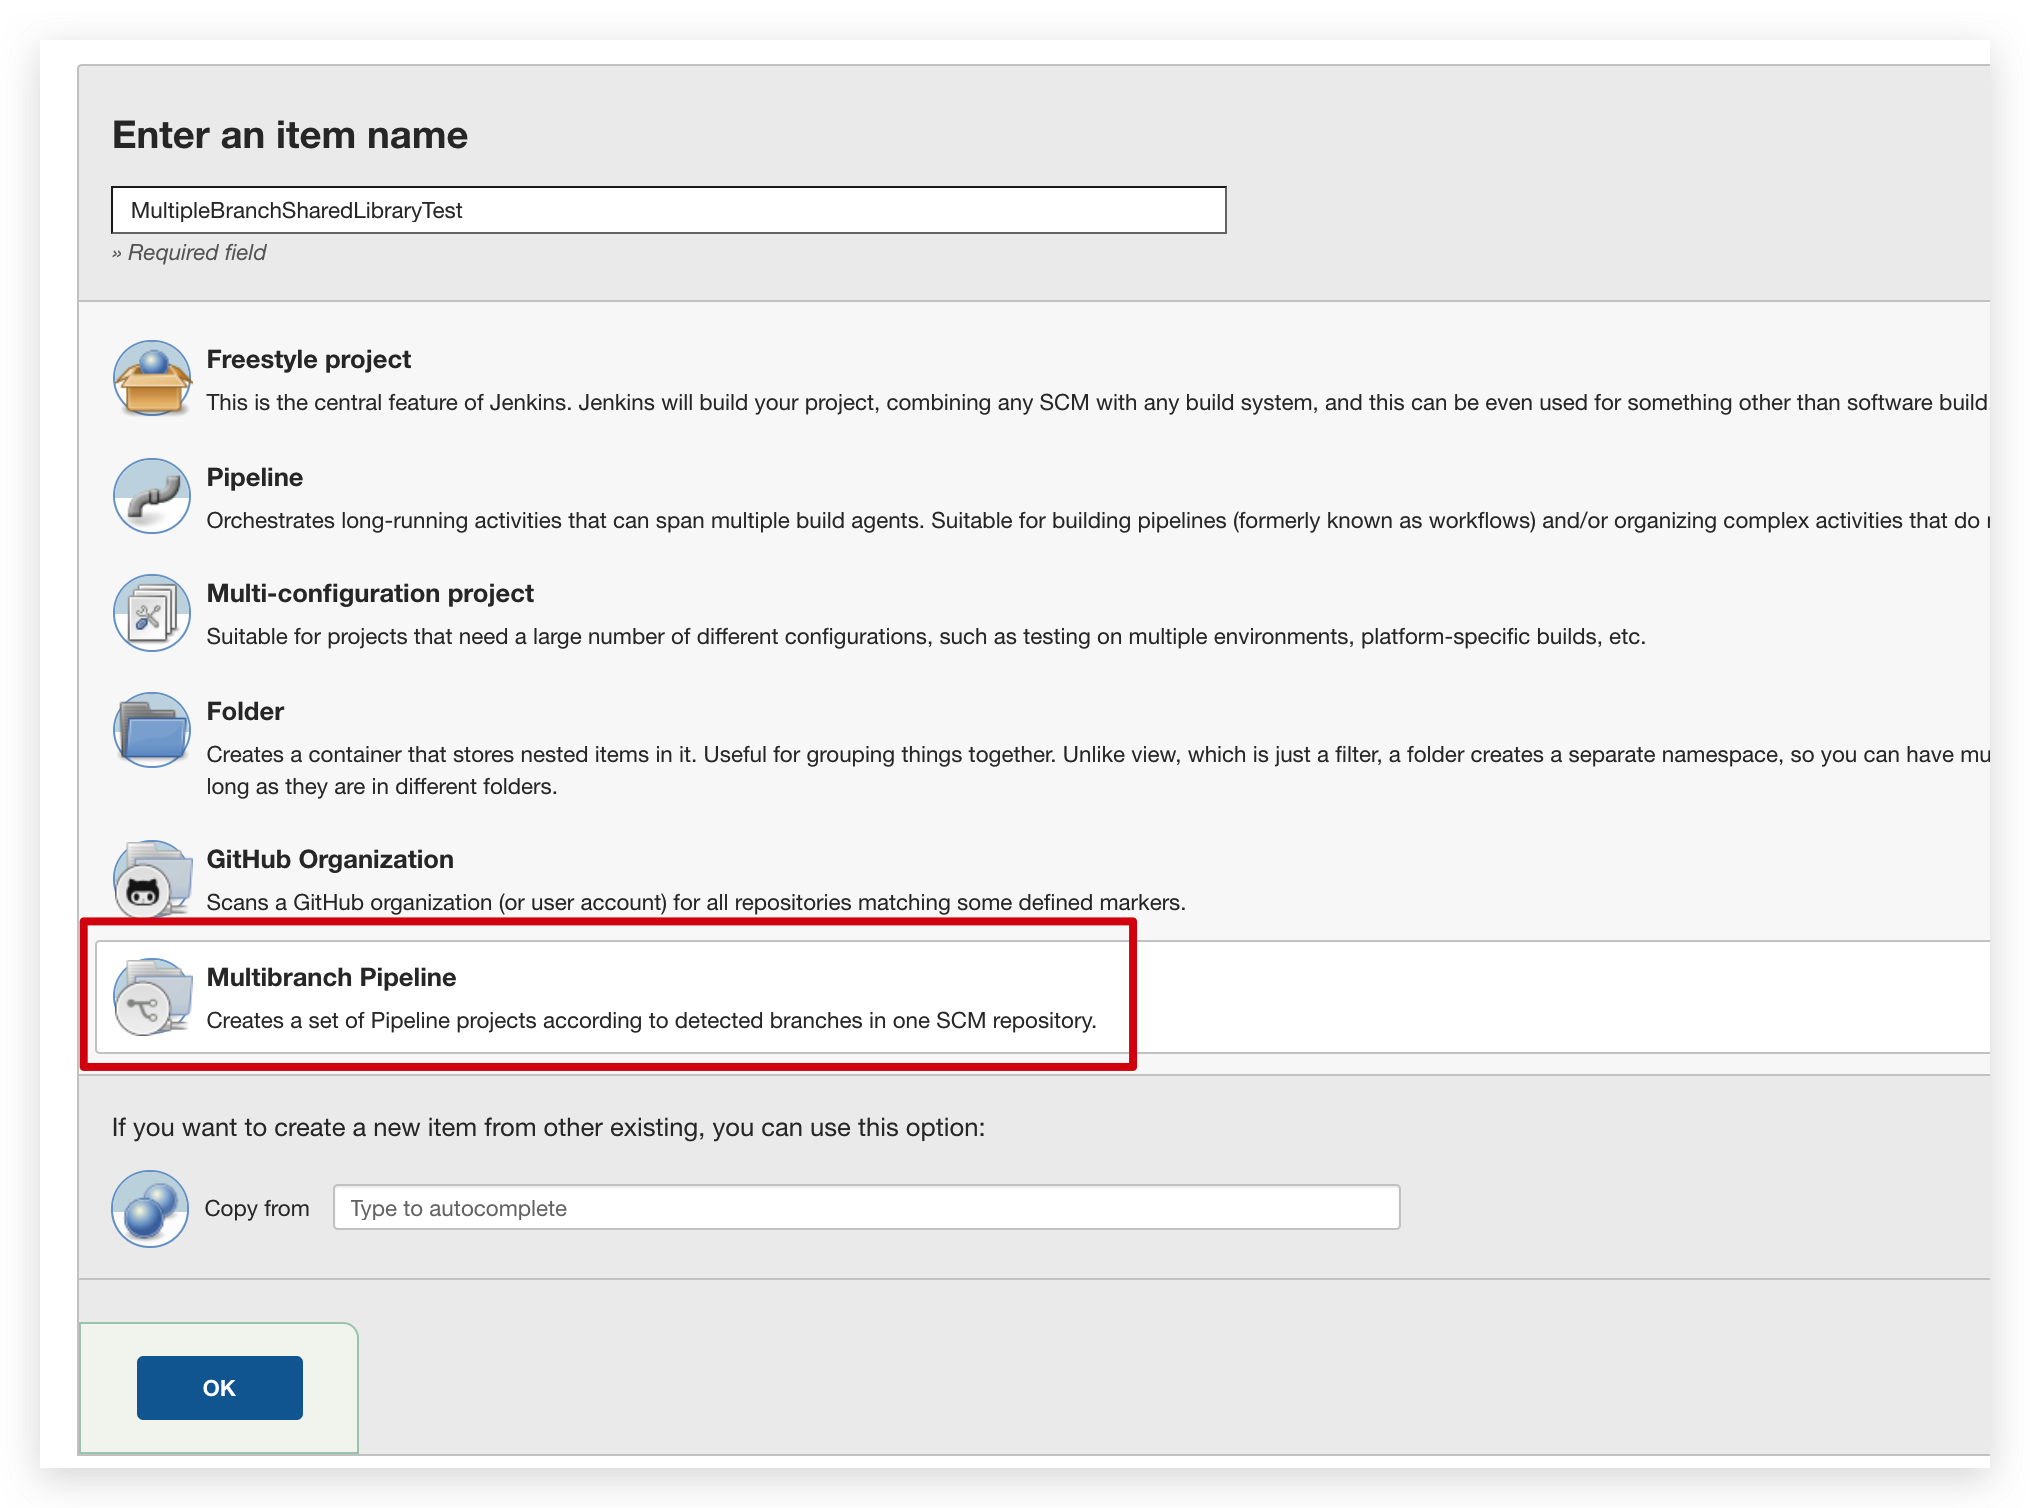 Enter an item name
MultipleBranchSharedLibraryTest
» Required field
Freestyle project
This is the central feature of Jenkins. Jenkins will build your project, combining any SCM with any build system, and this can be even used for something other than software build.
Pipeline
Orchestrates long-running activities that can span multiple build agents. Suitable for building pipelines (formerly known as workflows) and/or organizing complex activities that do
Multi-configuration project
Suitable for projects that need a large number of different configurations, such as testing on multiple environments, platform-specific builds, etc.
Folder
Creates a container that stores nested items in it. Useful for grouping things together. Unlike view, which is just a filter, a folder creates a separate namespace, so you can have mu
long as they are in different folders.
GitHub Organization
Scans a GitHub organization (or user account) for all repositories matching some defined markers.
Multibranch Pipeline
Creates a set of Pipeline projects according to detected branches in one SCM repository.
If you want to create a new item from other existing, you can use this option:
Copy from
Type to autocomplete
OK